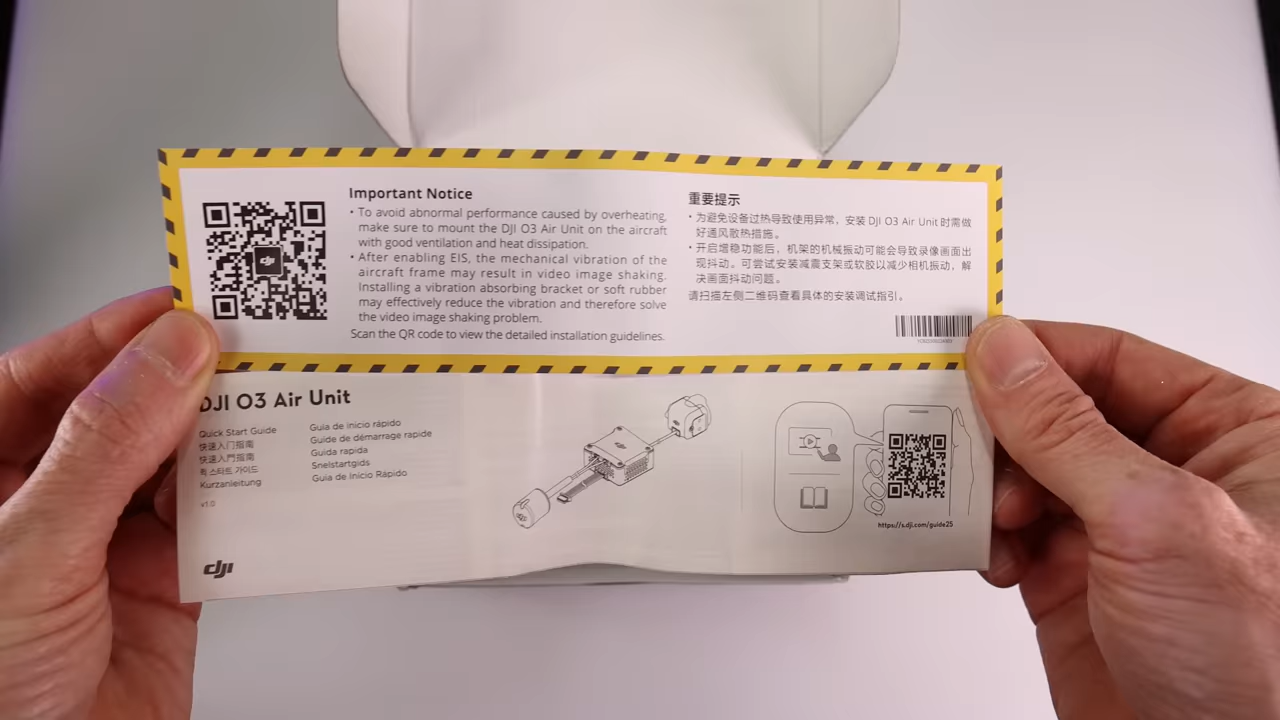 Important Notice
• To avoid abnormal performance caused by overheating,
make sure to mount the DJI O3 Air Unit on the aircraft
with good ventilation and heat dissipation.
• After enabling EIS, the mechanical vibration of the
aircraft frame may result in video image shaking.
Installing a vibration absorbing bracket or soft rubber
may effectively reduce the vibration and therefore solve
the video image shaking problem.
Scan the QR code to view the detailed installation guidelines.
重要提示
• 为避免设备过热导致使用异常，安装 DJI O3 Air Unit 时需做
好通风散热措施。
• 开启增稳功能后，机架的机械振动可能会导致录像画面出
现抖动。可尝试安装减震支架或软胶以减少相机振动，解
决画面抖动问题。
请扫描左侧二维码查看具体的安装调试指引。
DJI O3 Air Unit
Quick Start Guide
快速入门指南
快速入門指南
퀵 스타트 가이드
Kurzanleitung
v1.0
Guía de inicio rápido
Guide de démarrage rapide
Guida rapida
Snelstartgids
Guia de Início Rápido
dji
https://s.dji.com/guide25